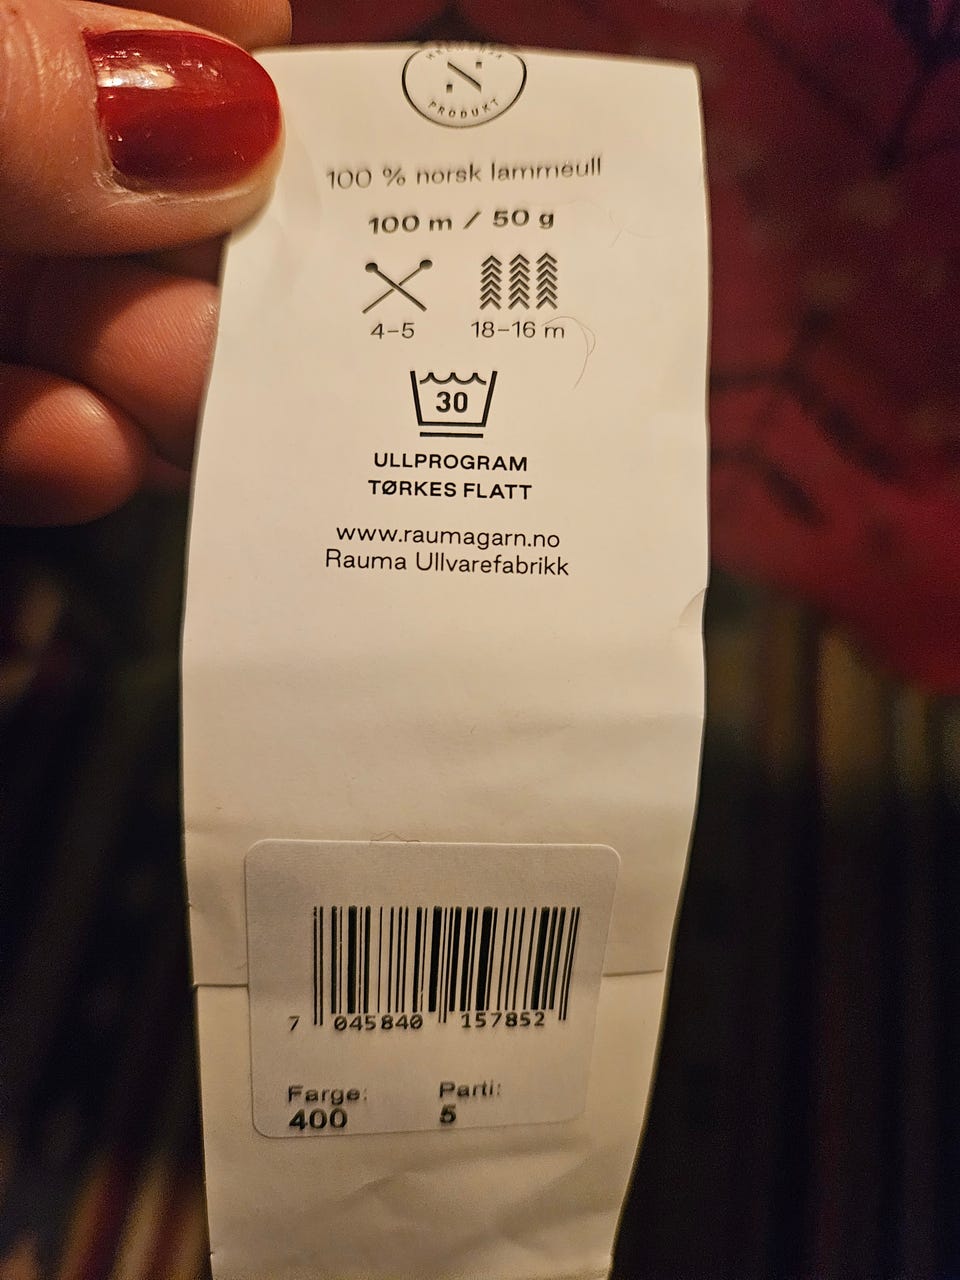 N
PRODUKT
100 % norsk lammeull
100 m / 50 g
4-5 18-16 m
30
ULLPROGRAM
TØRKES FLATT
www.raumagarn.no
Rauma Ullvarefabrikk
7 045840 157852
Farge: Parti:
400 5